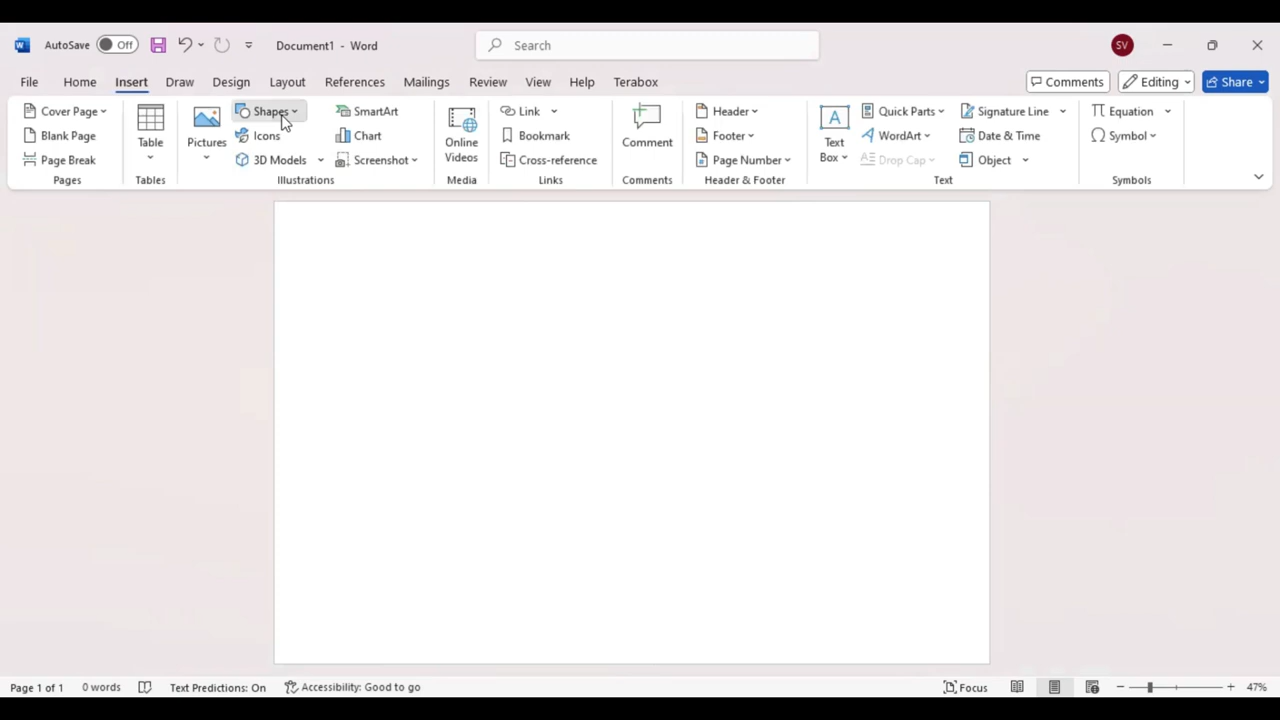 AutoSave Off Document1 - Word Search SV
File Home Insert Draw Design Layout References Mailings Review View Help Terabox Comments Editing Share
Cover Page Shapes SmartArt Link Header Quick Parts Signature Line Equation
Blank Page Table Pictures Icons Chart Online Videos Bookmark Comment Footer Text Box A WordArt Date & Time Symbol
Page Break 3D Models Screenshot Cross-reference Page Number Drop Cap Object
Pages Tables Illustrations Media Links Comments Header & Footer Text Symbols
Page 1 of 1 0 words Text Predictions: On Accessibility: Good to go Focus 47%